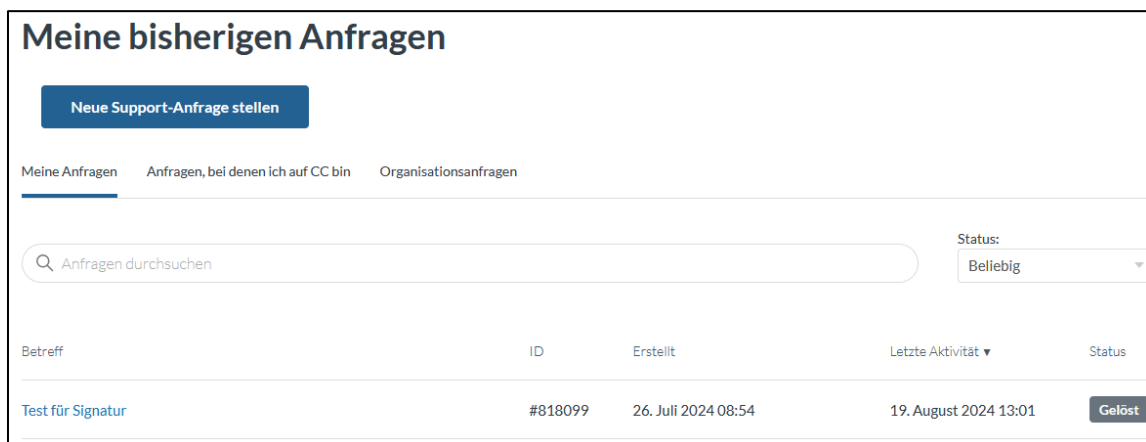 Meine bisherigen Anfragen
Neue Support-Anfrage stellen
Meine Anfragen Anfragen, bei denen ich auf CC bin Organisationsanfragen
Status:
Anfragen durchsuchen Beliebig
Betreff ID Erstellt Letzte Aktivität ▼ Status
Test für Signatur #818099 26. Juli 2024 08:54 19. August 2024 13:01 Gelöst